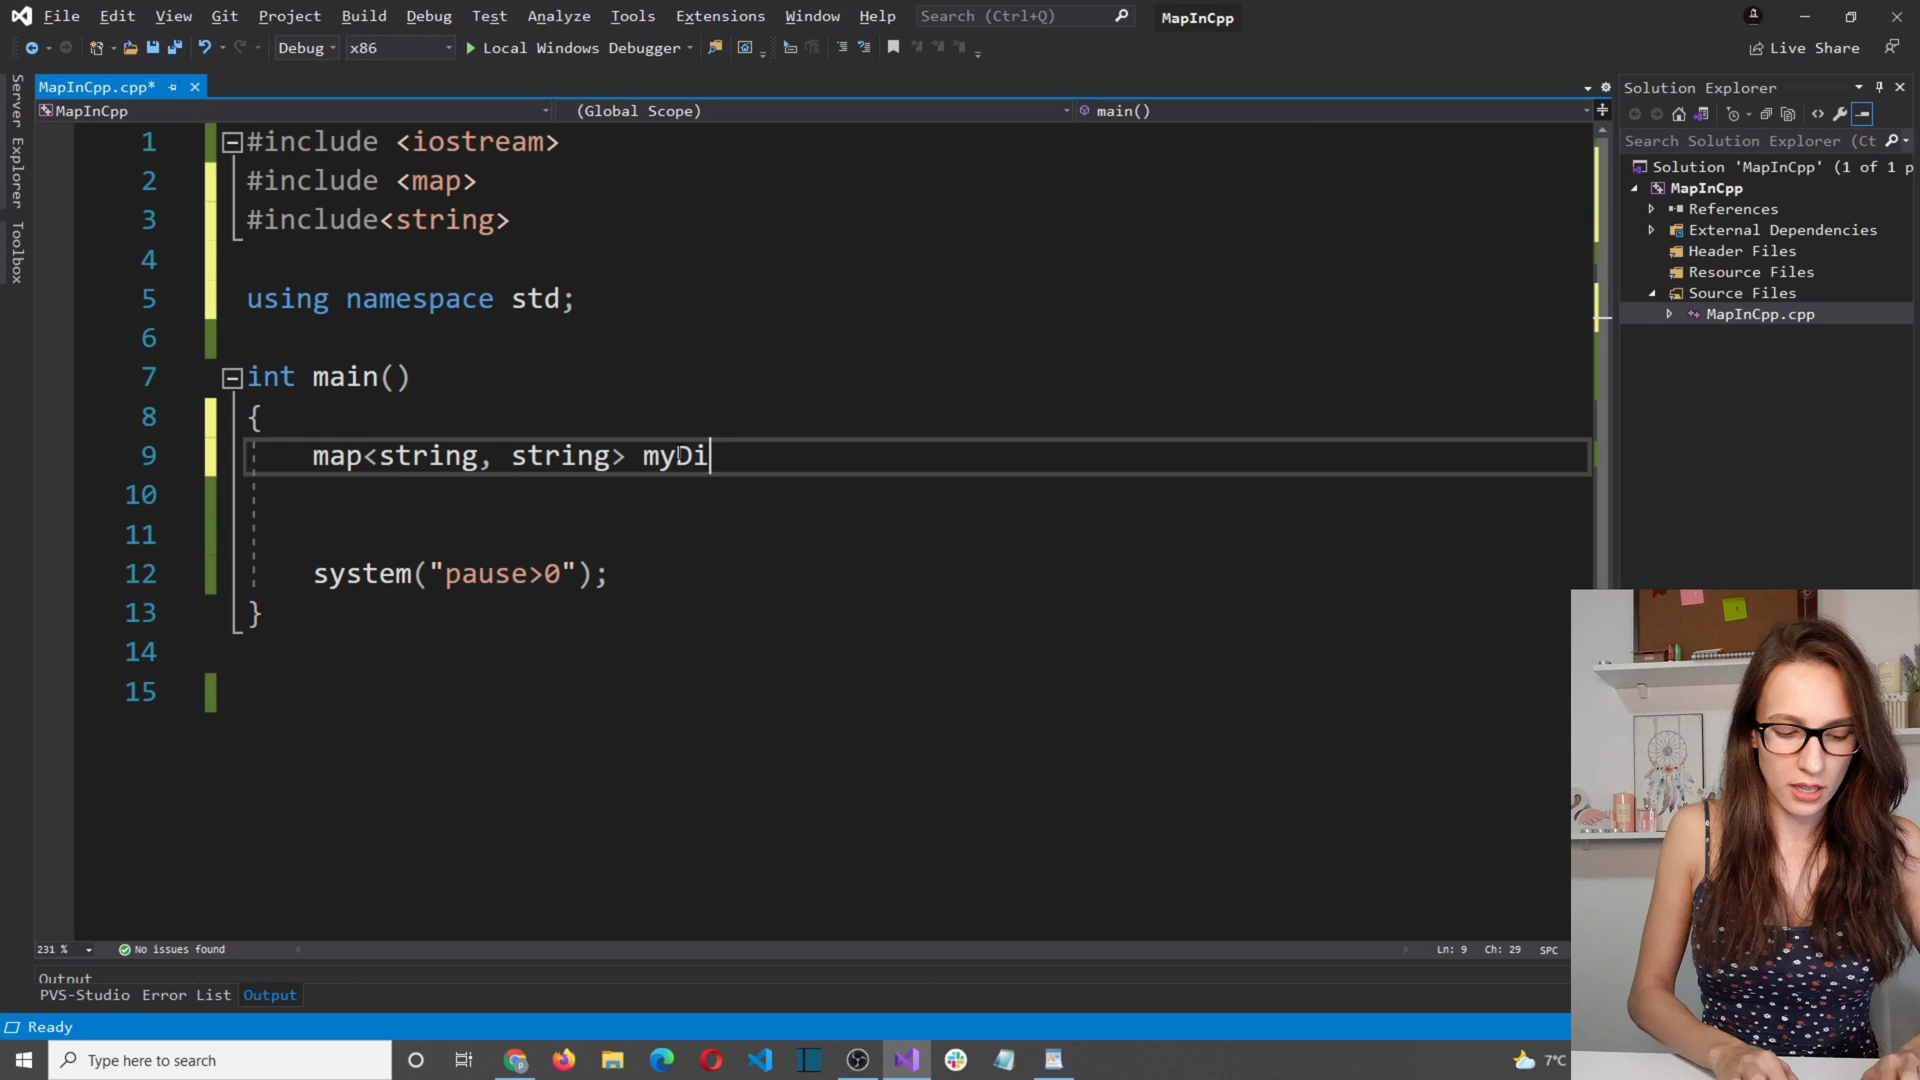 File Edit View Git Project Build Debug Test Analyze Tools Extensions Window Help Search (Ctrl+Q) MapInCpp
Debug x86 Local Windows Debugger Live Share
Server Explorer
Toolbox
MapInCpp.cpp*
MapInCpp (Global Scope) main()
1 #include <iostream>
2 #include <map>
3 #include<string>
4
5 using namespace std;
6
7 int main()
8 {
9 map<string, string> myDi
10
11
12 system("pause>0");
13 }
14
15
Solution Explorer
Search Solution Explorer (Ct
Solution 'MapInCpp' (1 of 1 p
MapInCpp
References
External Dependencies
Header Files
Resource Files
Source Files
MapInCpp.cpp
231 % No issues found Ln: 9 Ch: 29 SPC
Output
PVS-Studio Error List Output
Ready
Type here to search 7°C